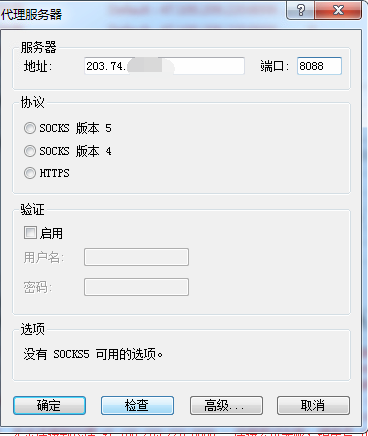 代理服务器
服务器
地址: 203.74. 端口: 8088
协议
SOCKS 版本 5
SOCKS 版本 4
HTTPS
验证
启用
用户名:
密码:
选项
没有 SOCKS5 可用的选项。
确定 检查 高级... 取消